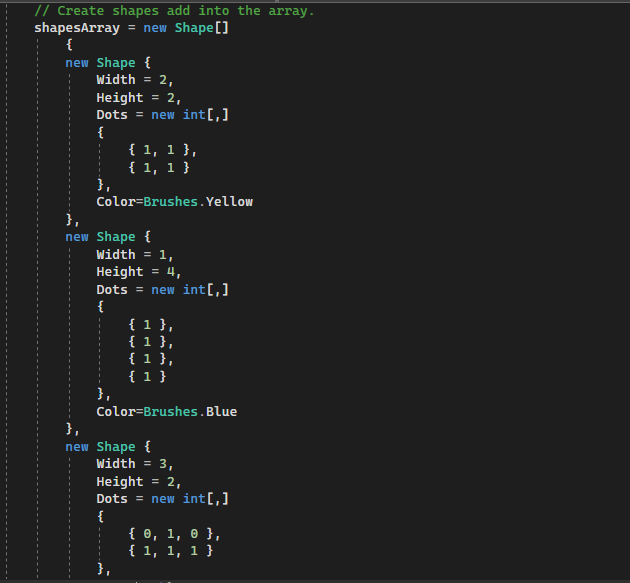 // Create shapes add into the array.
shapesArray = new Shape[]
{
new Shape {
Width = 2,
Height = 2,
Dots = new int[,]
{
{ 1, 1 },
{ 1, 1 }
},
Color=Brushes.Yellow
},
new Shape {
Width = 1,
Height = 4,
Dots = new int[,]
{
{ 1 },
{ 1 },
{ 1 },
{ 1 }
},
Color=Brushes.Blue
},
new Shape {
Width = 3,
Height = 2,
Dots = new int[,]
{
{ 0, 1, 0 },
{ 1, 1, 1 }
},